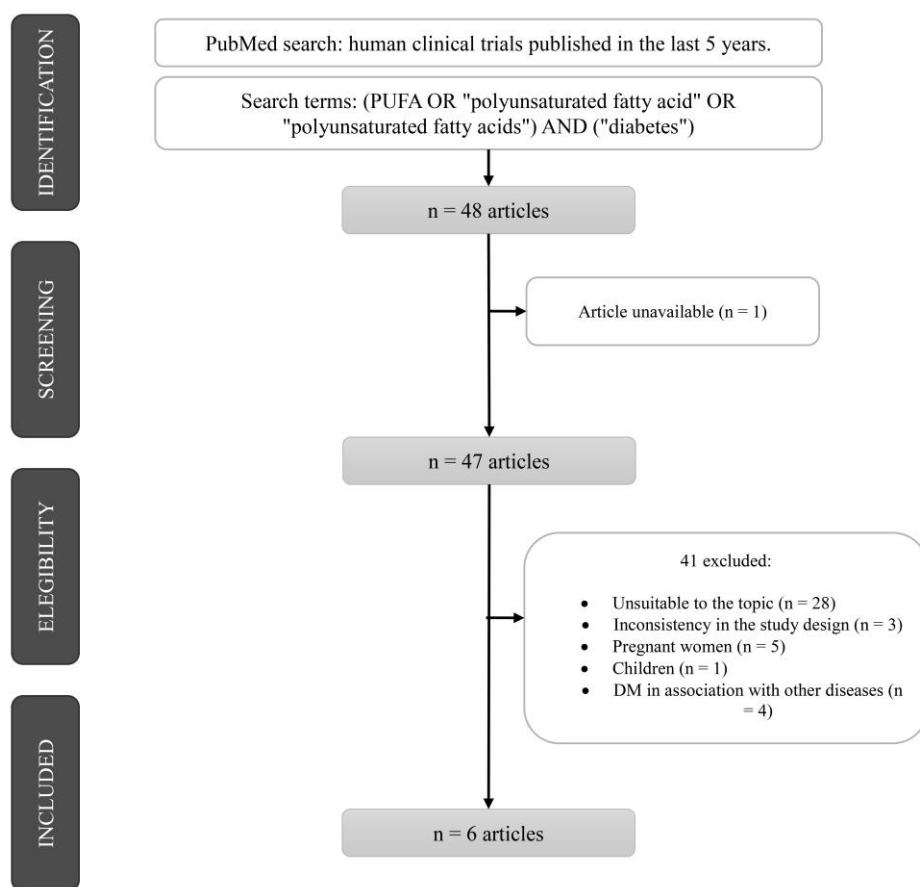 IDENTIFICATION
PubMed search: human clinical trials published in the last 5 years.
Search terms: (PUFA OR "polyunsaturated fatty acid" OR
"polyunsaturated fatty acids") AND ("diabetes")
n = 48 articles
SCREENING
Article unavailable (n = 1)
n = 47 articles
ELEGIBILITY
41 excluded:
• Unsuitable to the topic (n = 28)
• Inconsistency in the study design (n = 3)
• Pregnant women (n = 5)
• Children (n = 1)
• DM in association with other diseases (n
= 4)
INCLUDED
n = 6 articles